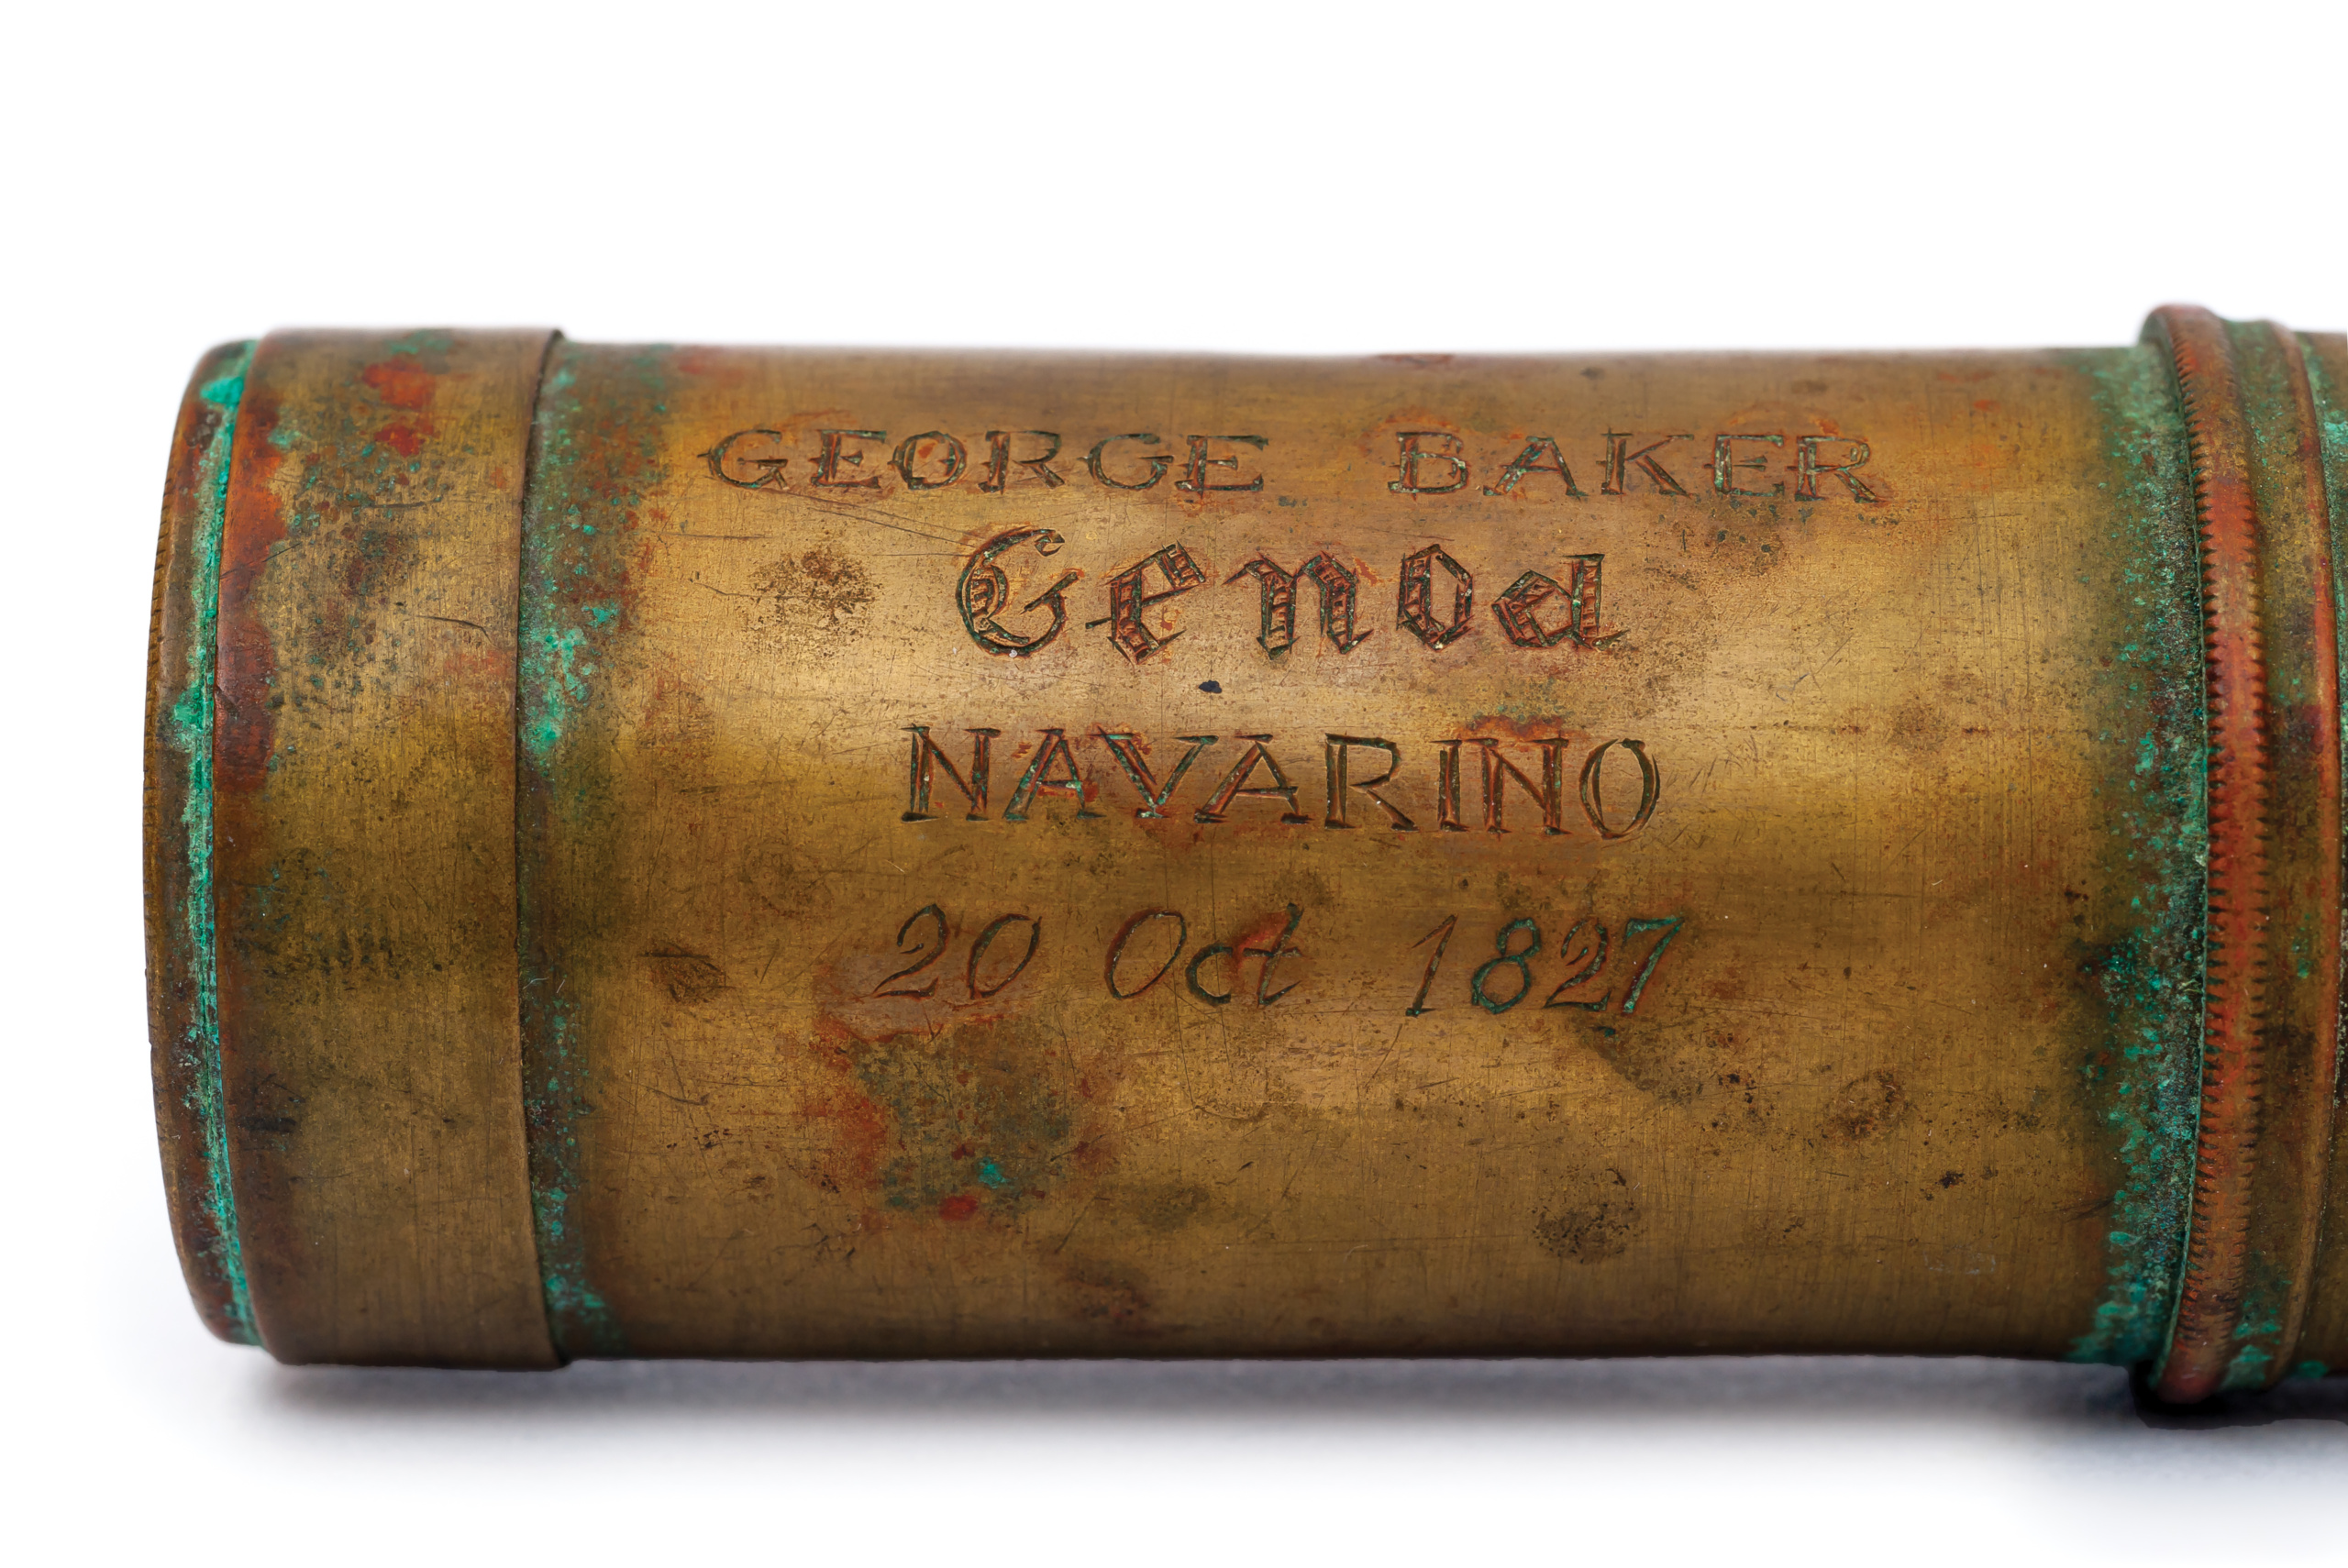 GEORGE BAKER
Genoa
NAVARINO
20 Oct 1827